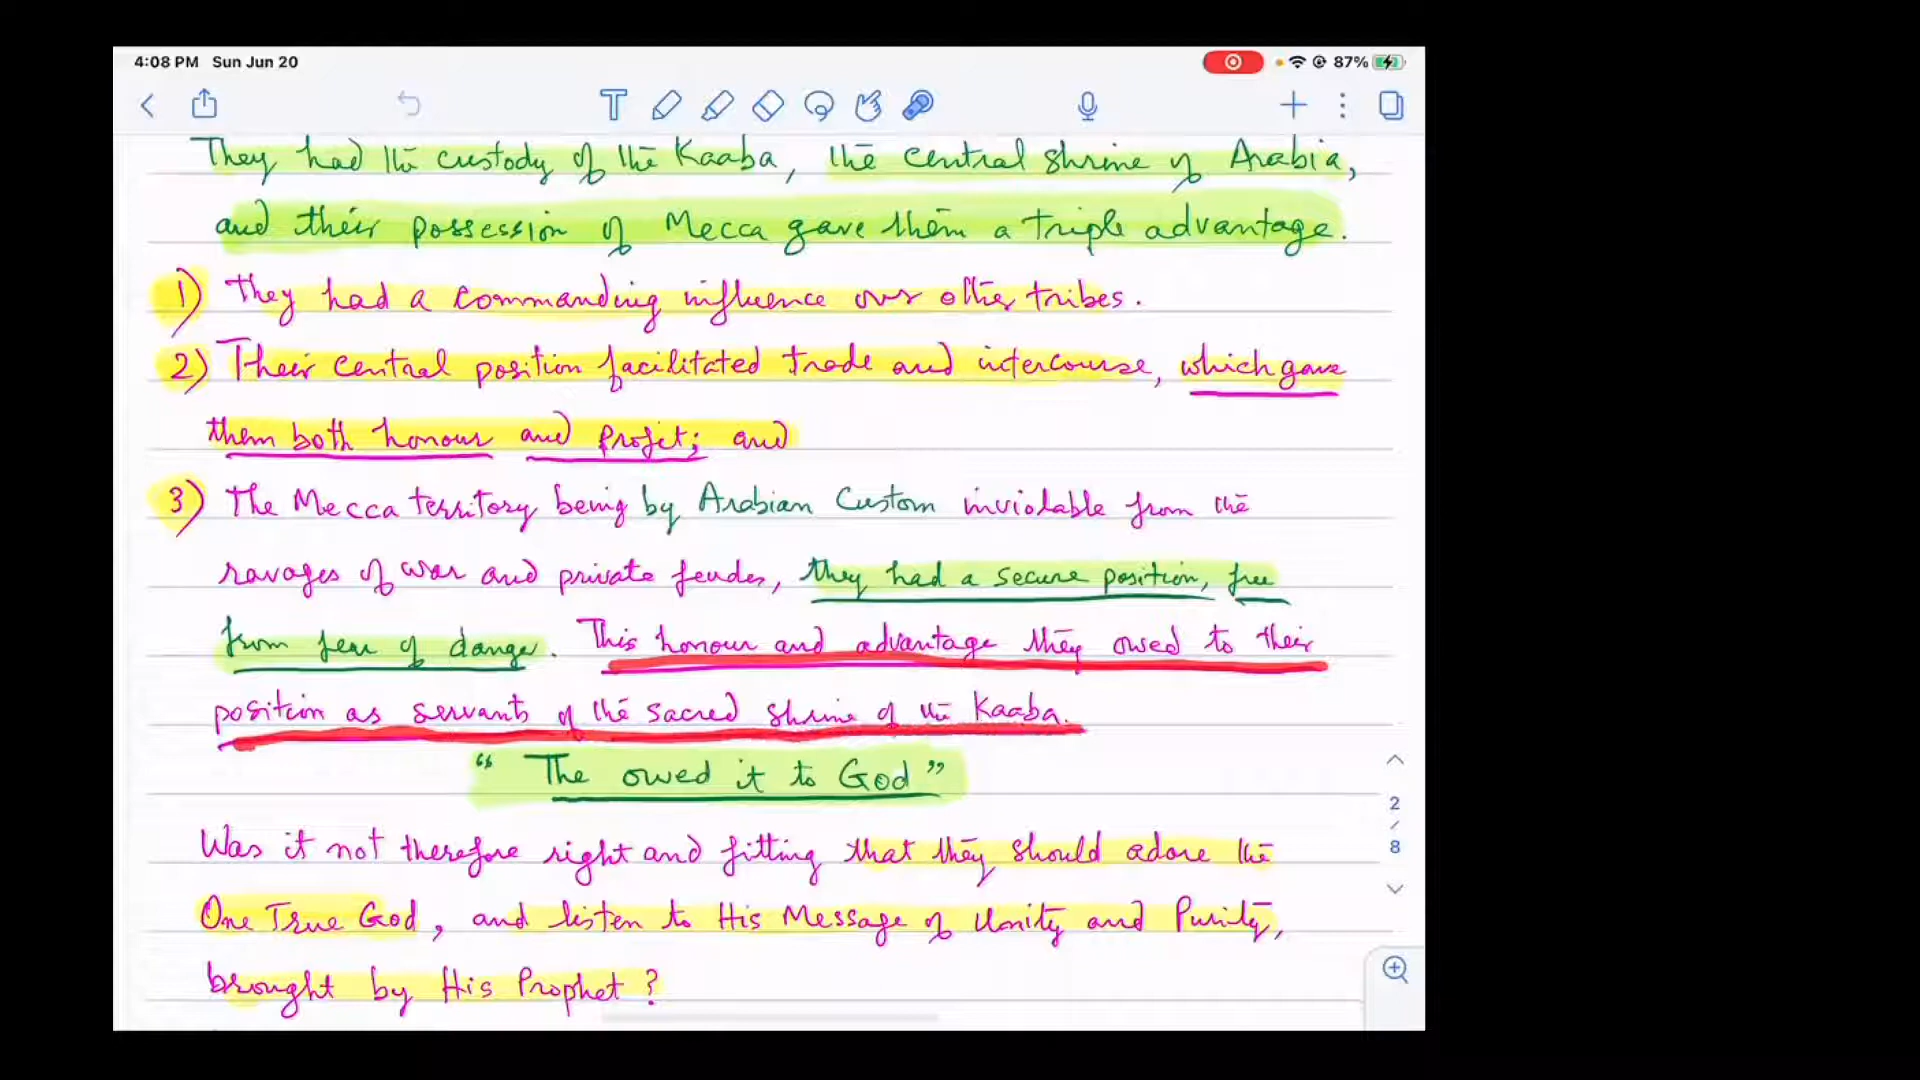 4:08 PM Sun Jun 20
87%
They had the custody of the Kaaba, the central shrine of Arabia,
and their possession of Mecca gave them a triple advantage.
1) They had a commanding influence over other tribes.
2) Their central position facilitated trade and intercourse, which gave
them both honour and profit; and
3) The Mecca territory being by Arabian Custom inviolable from the
ravages of war and private feudes, they had a secure position, free
from fear of danger. This honour and advantage they owed to their
position as servants of the sacred shrine of the Kaaba.
“The owed it to God”
Was it not therefore right and fitting that they should adore the
One True God, and listen to His Message of Unity and Purity,
brought by His Prophet?
2
/
8